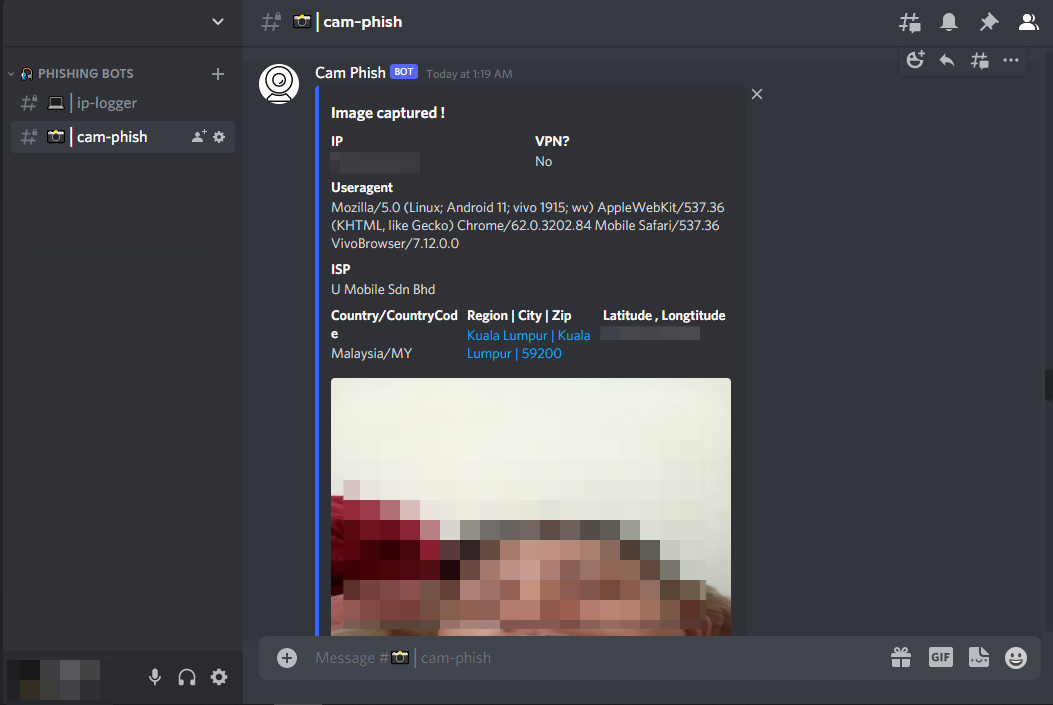 cam-phish
PHISHING BOTS
ip-logger
cam-phish
Cam Phish BOT Today at 1:19 AM
Image captured !
IP VPN?
No
Useragent
Mozilla/5.0 (Linux; Android 11; vivo 1915; wv) AppleWebKit/537.36
(KHTML, like Gecko) Chrome/62.0.3202.84 Mobile Safari/537.36
VivoBrowser/7.12.0.0
ISP
U Mobile Sdn Bhd
Country/CountryCod Region | City | Zip Latitude , Longtitude
e Kuala Lumpur | Kuala
Malaysia/MY Lumpur | 59200
Message # | cam-phish
GIF